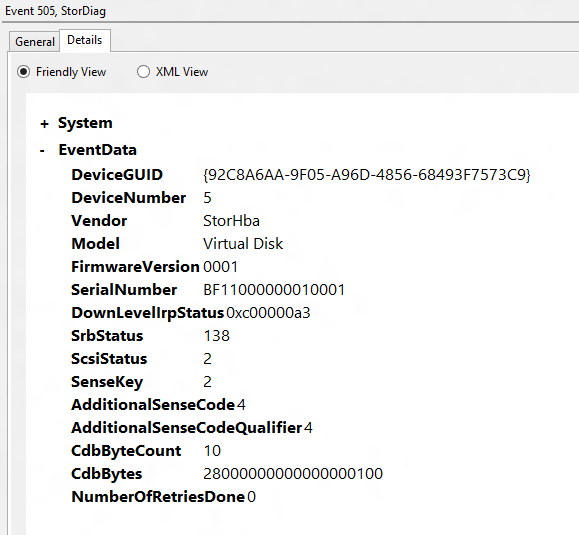 Event 505, StorDiag
General Details
Friendly View XML View
+ System
- EventData
DeviceGUID {92C8A6AA-9F05-A96D-4856-68493F7573C9}
DeviceNumber 5
Vendor StorHba
Model Virtual Disk
FirmwareVersion 0001
SerialNumber BF11000000010001
DownLevelIrpStatus 0xc00000a3
SrbStatus 138
ScsiStatus 2
SenseKey 2
AdditionalSenseCode 4
AdditionalSenseCodeQualifier 4
CdbByteCount 10
CdbBytes 28000000000000000100
NumberOfRetriesDone 0